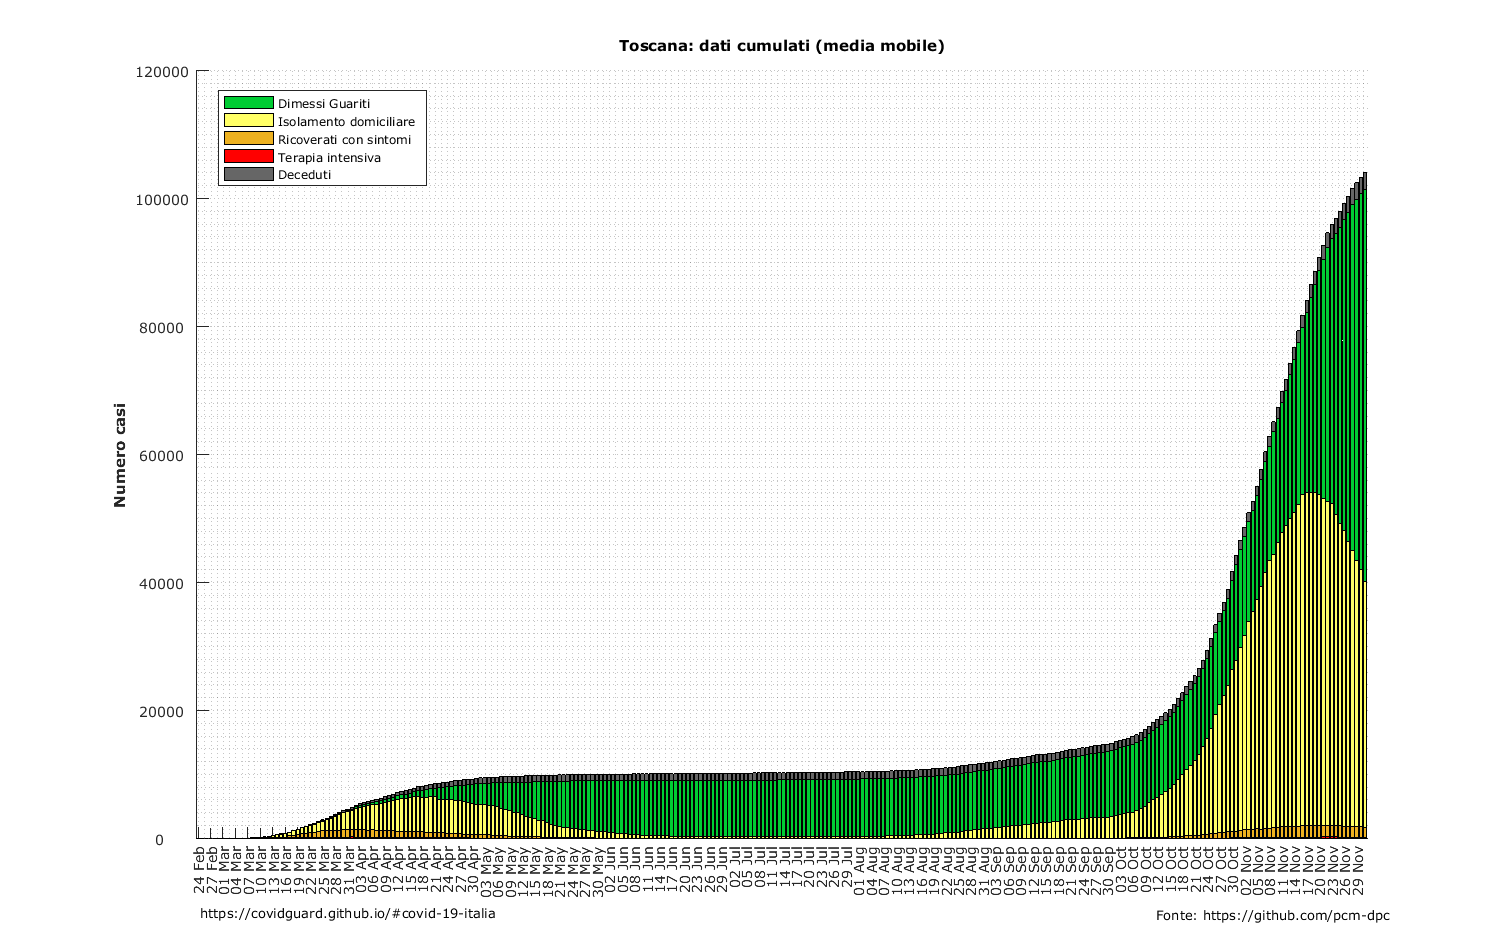 Toscana: dati cumulati (media mobile)
120000
100000
80000
60000
40000
20000
0
Numero casi
Dimessi Guariti
Isolamento domiciliare
Ricoverati con sintomi
Terapia intensiva
Deceduti
24 Feb
27 Feb
01 Mar
04 Mar
07 Mar
10 Mar
13 Mar
16 Mar
19 Mar
22 Mar
25 Mar
28 Mar
31 Mar
03 Apr
06 Apr
09 Apr
12 Apr
15 Apr
18 Apr
21 Apr
24 Apr
27 Apr
30 Apr
03 May
06 May
09 May
12 May
15 May
18 May
21 May
24 May
27 May
30 May
02 Jun
05 Jun
08 Jun
11 Jun
14 Jun
17 Jun
20 Jun
23 Jun
26 Jun
29 Jun
02 Jul
05 Jul
08 Jul
11 Jul
14 Jul
17 Jul
20 Jul
23 Jul
26 Jul
29 Jul
01 Aug
04 Aug
07 Aug
10 Aug
13 Aug
16 Aug
19 Aug
22 Aug
25 Aug
28 Aug
31 Aug
03 Sep
06 Sep
09 Sep
12 Sep
15 Sep
18 Sep
21 Sep
24 Sep
27 Sep
30 Sep
03 Oct
06 Oct
09 Oct
12 Oct
15 Oct
18 Oct
21 Oct
24 Oct
27 Oct
30 Oct
02 Nov
05 Nov
08 Nov
11 Nov
14 Nov
17 Nov
20 Nov
23 Nov
26 Nov
29 Nov
https://covidguard.github.io/#covid-19-italia
Fonte: https://github.com/pcm-dpc